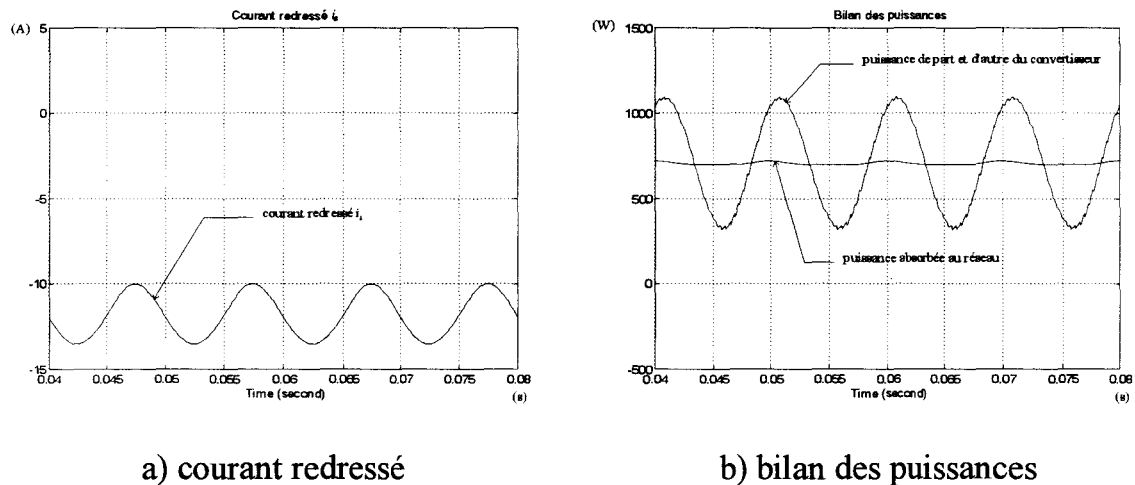 Courant redressé i_s
(A)
5
0
-5
-10
-15
courant redressé i_s
0.04 0.045 0.05 0.055 0.06 0.065 0.07 0.075 0.08
Time (second)
(s)
a) courant redressé
Bilan des puissances
(W)
1500
1000
500
0
-500
puissance de part et d'autre du convertisseur
puissance absorbée au réseau
0.04 0.045 0.05 0.055 0.06 0.065 0.07 0.075 0.08
Time (second)
(s)
b) bilan des puissances